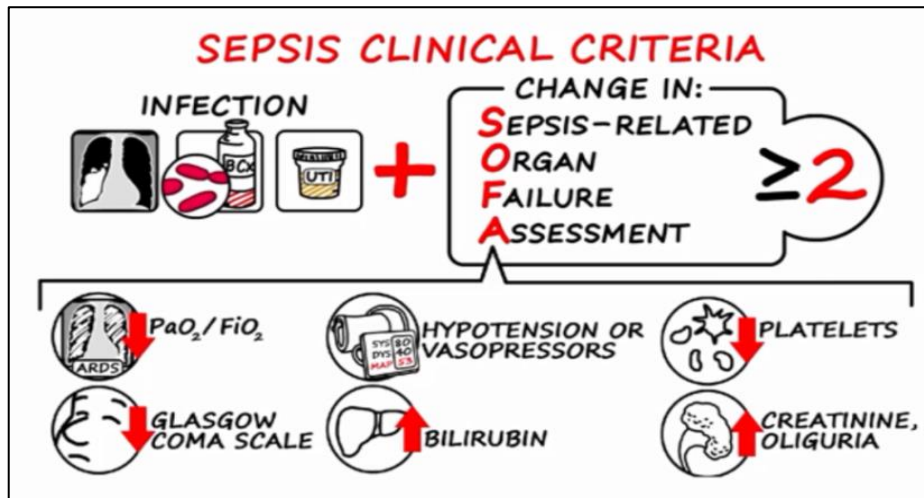 SEPSIS CLINICAL CRITERIA
INFECTION
BCX
UTI
+
CHANGE IN:
SEPSIS-RELATED
ORGAN
FAILURE
ASSESSMENT
≥2
ARDS
PaO₂/FiO₂
SYS 80
DYS 40
MAP 53
HYPOTENSION OR
VASOPRESSORS
PLATELETS
GLASGOW
COMA SCALE
BILIRUBIN
CREATININE,
OLIGURIA